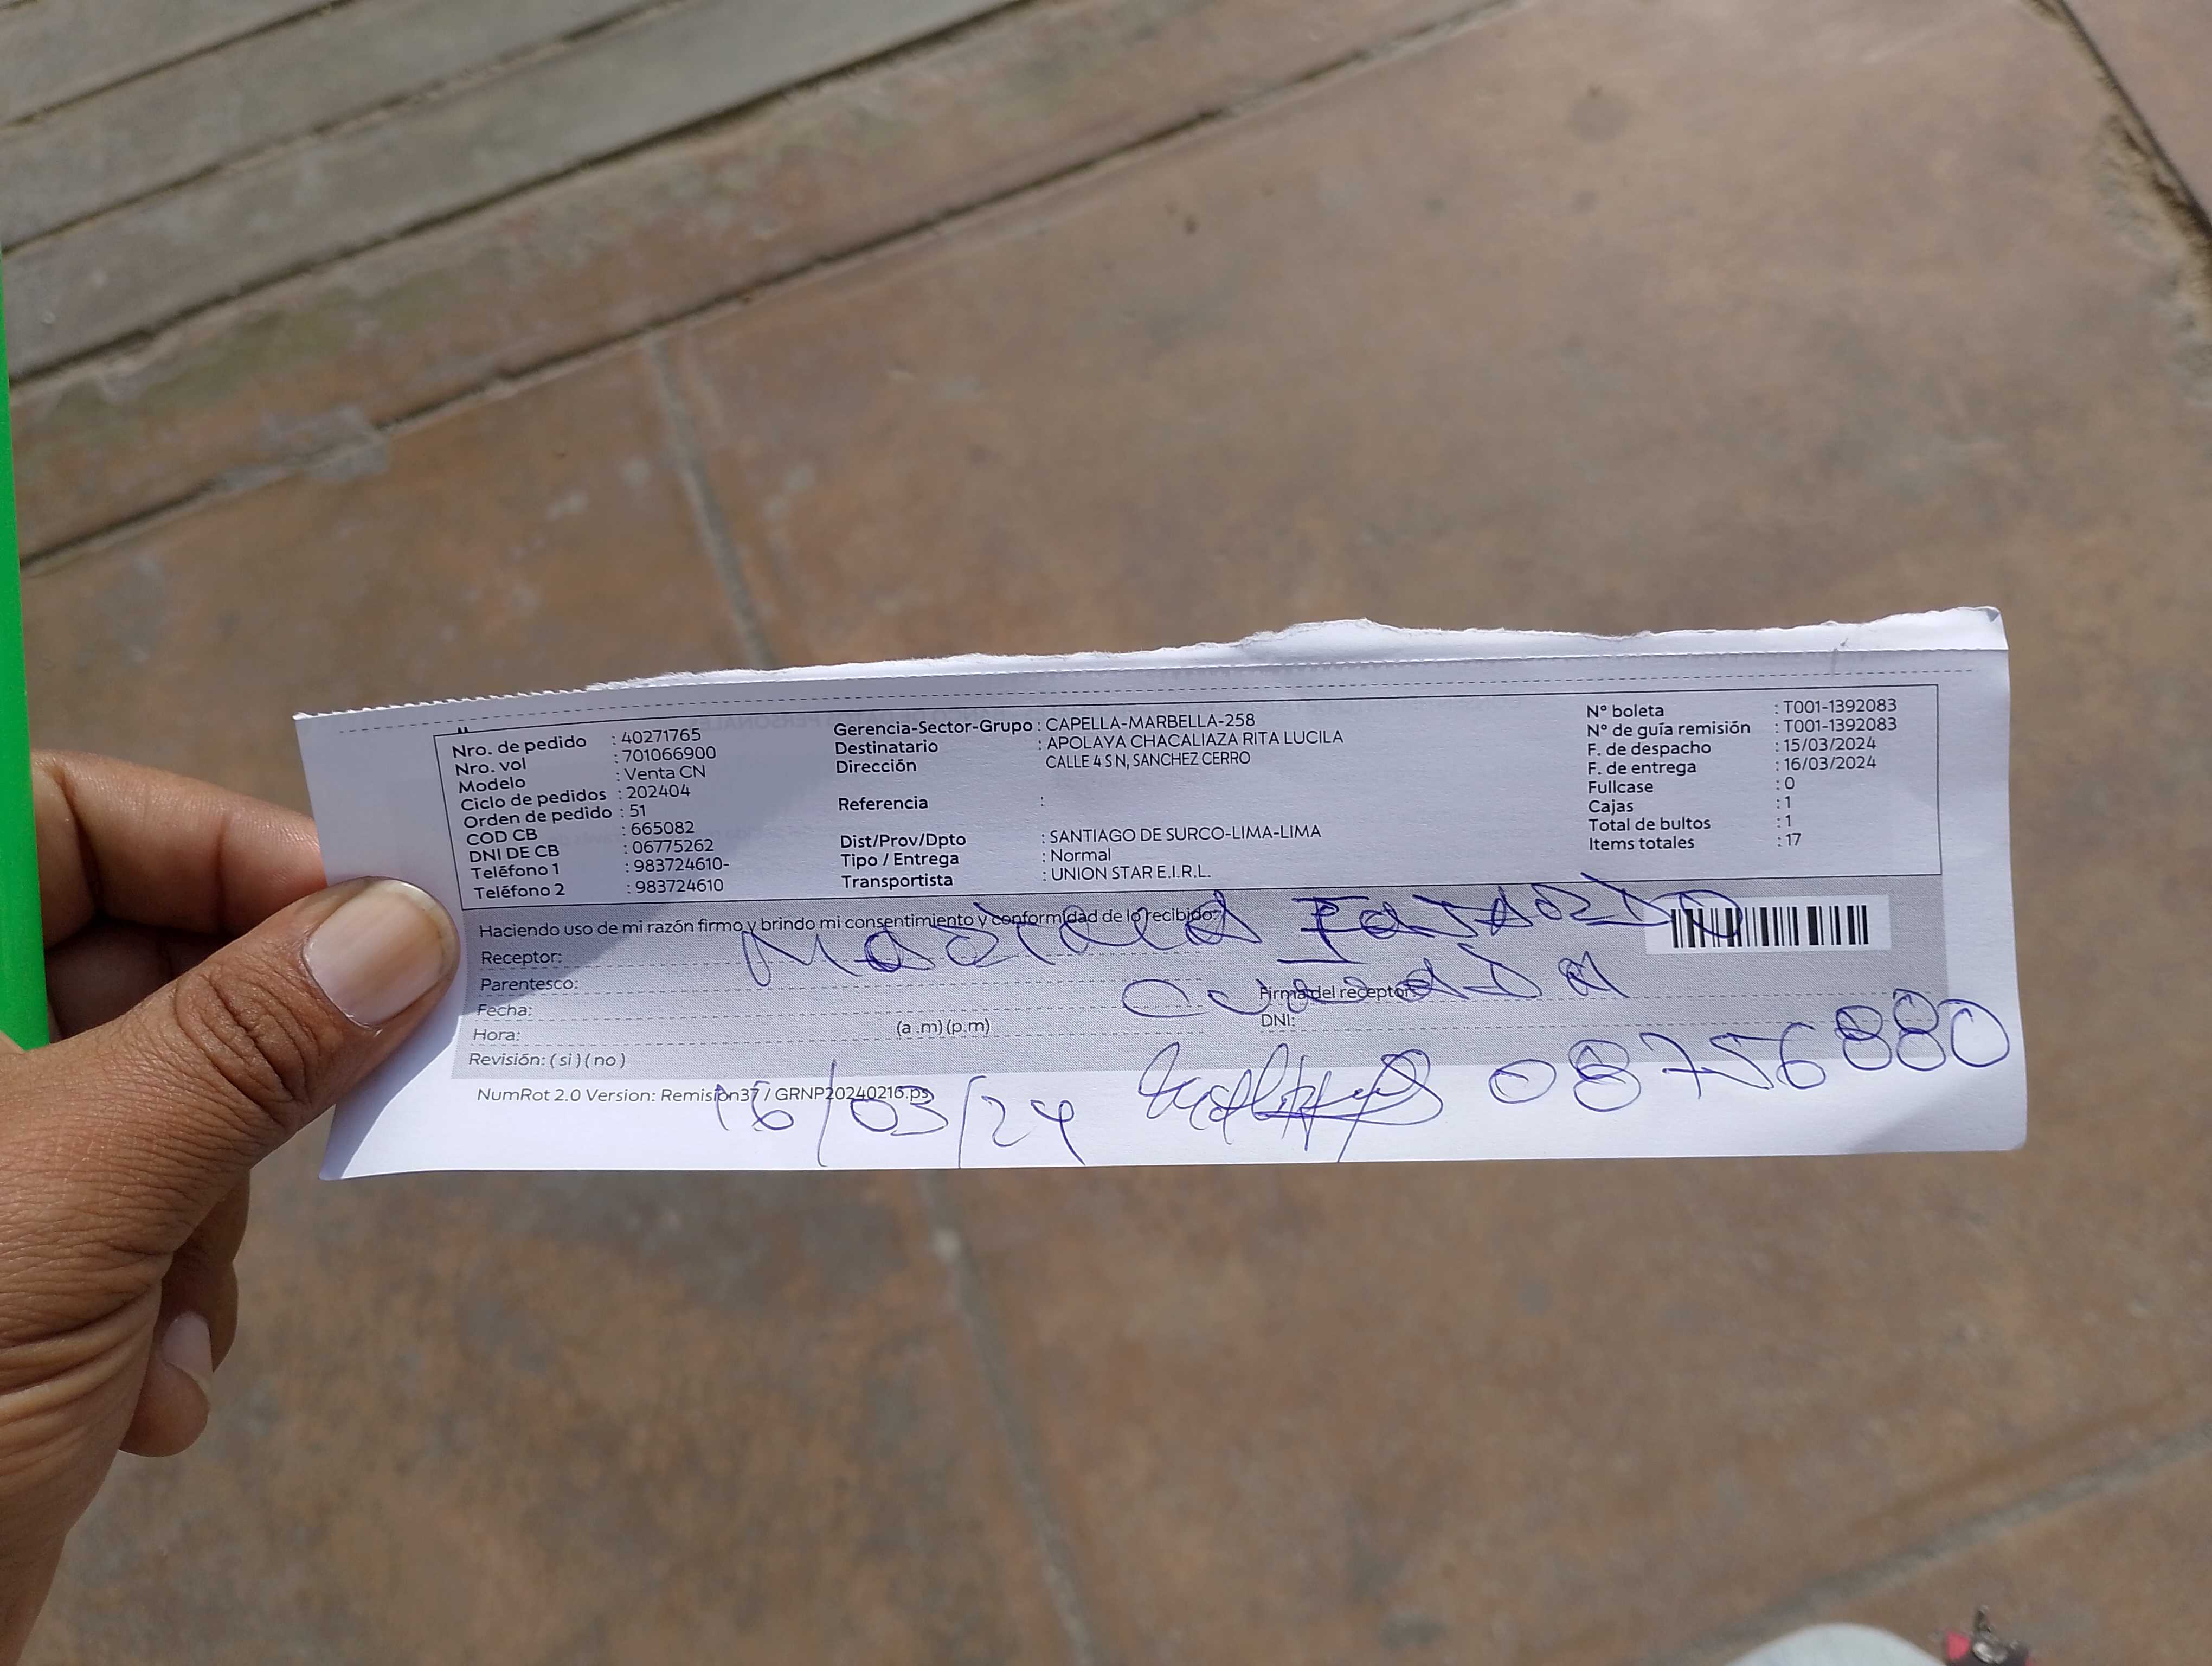 Nro. de pedido : 40271765
Nro. vol : 701066900
Modelo : Venta CN
Ciclo de pedidos : 202404
Orden de pedido : 51
COD CB : 665082
DNI DE CB : 06775262
Teléfono 1 : 983724610-
Teléfono 2 : 983724610
Gerencia-Sector-Grupo : CAPELLA-MARBELLA-258
Destinatario : APOLAYA CHACALIAZA RITA LUCILA
Dirección CALLE 4 S N, SANCHEZ CERRO
Referencia :
Dist/Prov/Dpto : SANTIAGO DE SURCO-LIMA-LIMA
Tipo / Entrega : Normal
Transportista : UNION STAR E.I.R.L.
N° boleta : T001-1392083
N° de guía remisión : T001-1392083
F. de despacho : 15/03/2024
F. de entrega : 16/03/2024
Fullcase : 0
Cajas : 1
Total de bultos : 1
Items totales : 17
Haciendo uso de mi razón firmo y brindo mi consentimiento y conformidad de lo recibido:
Receptor:
Parentesco:
Fecha:
Firma del receptor
Hora: (a .m) (p.m) DNI:
Revisión: ( si ) ( no )
NumRot 2.0 Version: Remision37 / GRNP20240216.ps
16/03/24 08756880